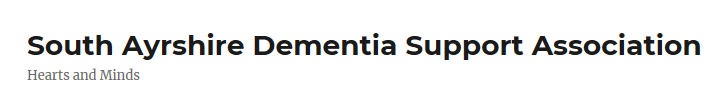 South Ayrshire Dementia Support Association
Hearts and Minds